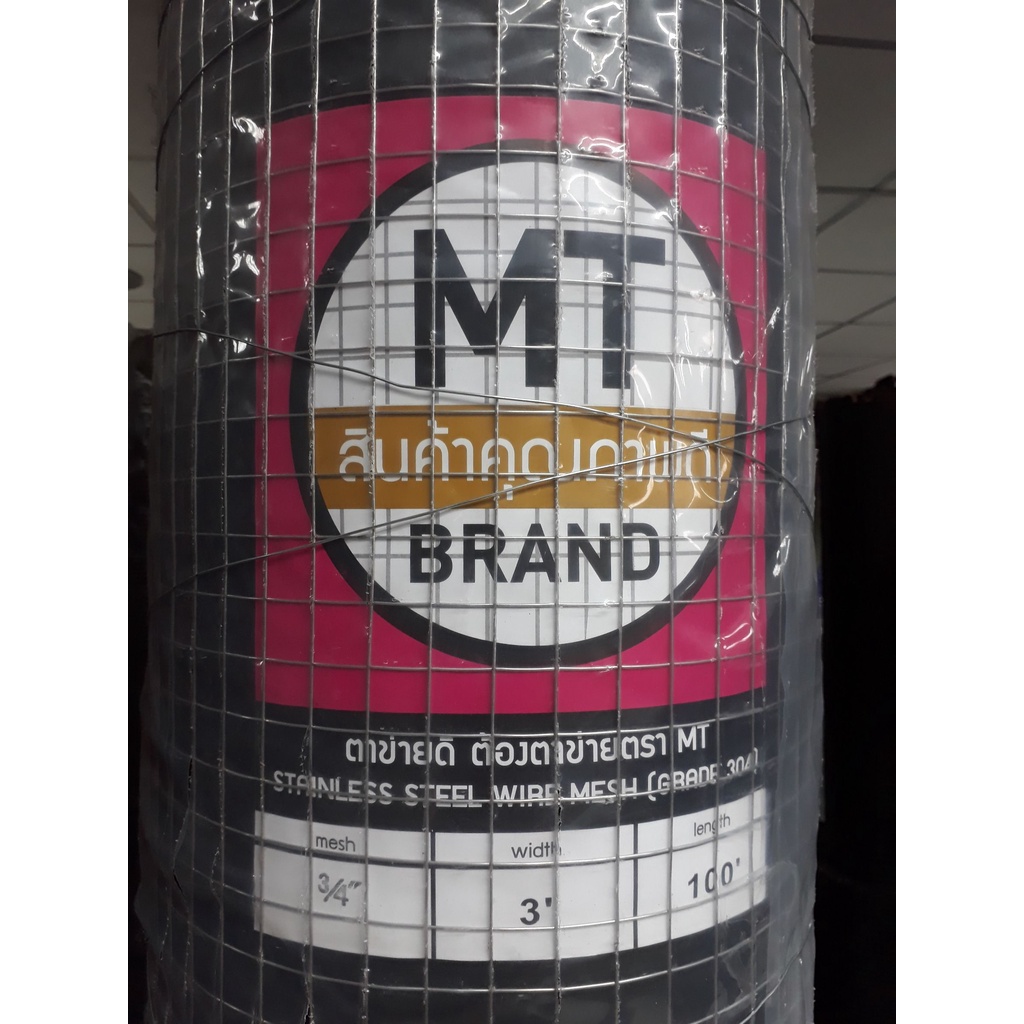 MT
สินค้าคุณภาพดี
BRAND
ตาข่ายดี ต้องตาข่ายตรา MT
STAINLESS STEEL WIRE MESH (GRADE 304)
mesh width length
3/4" 3' 100'